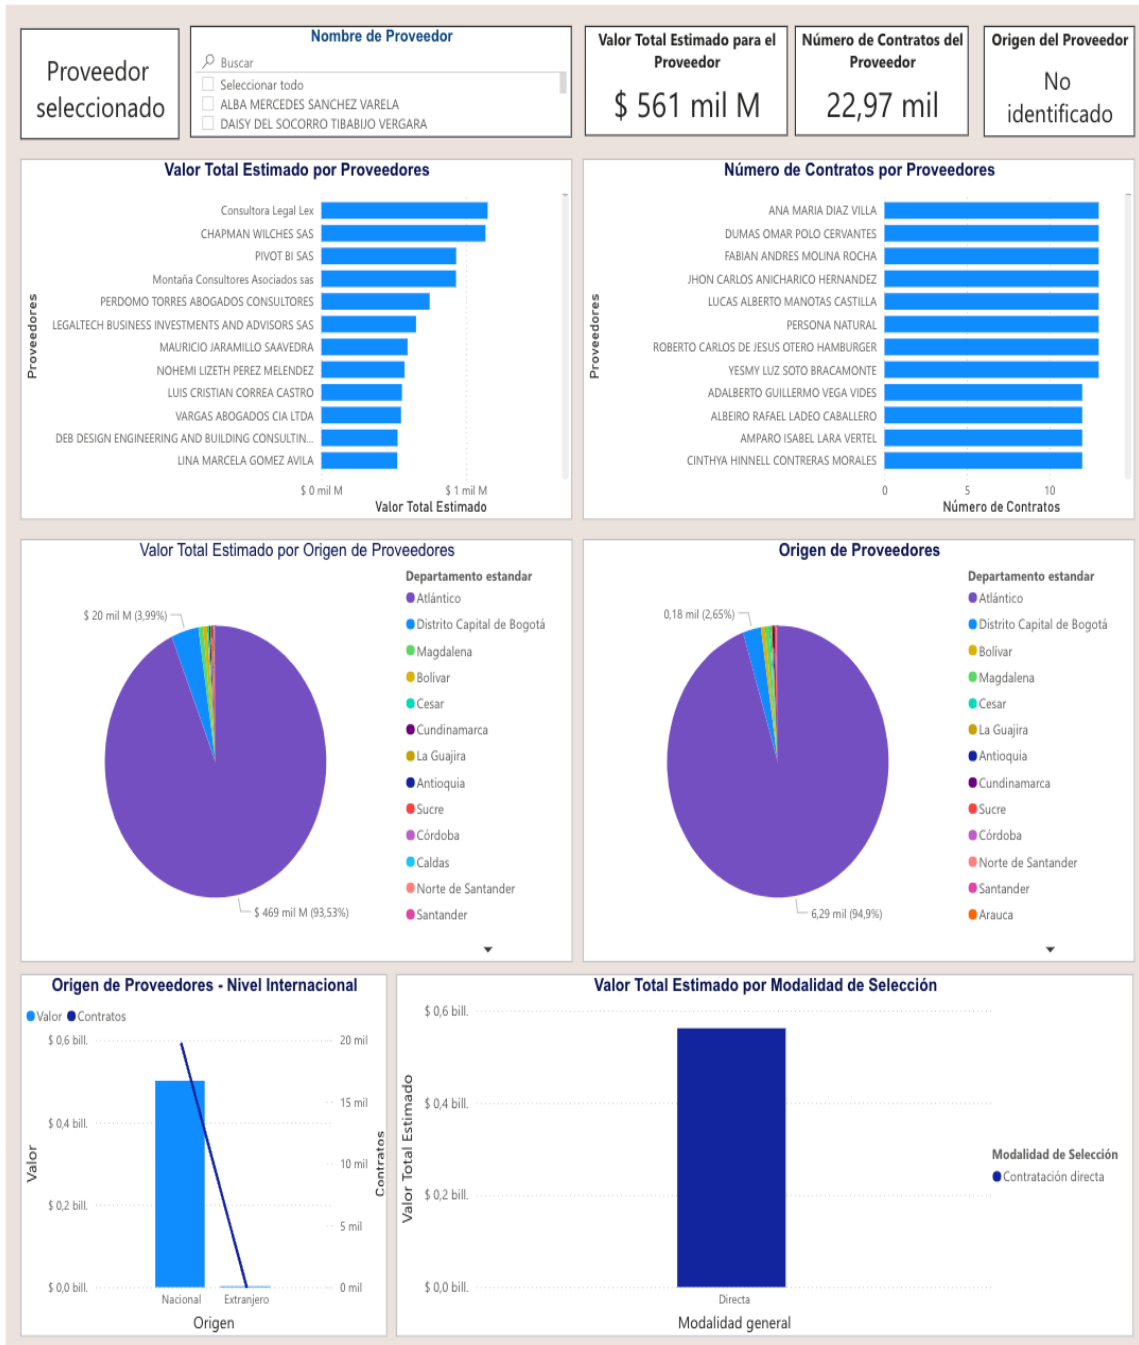 Proveedor
seleccionado
Nombre de Proveedor
Buscar
Seleccionar todo
ALBA MERCEDES SANCHEZ VARELA
DAISY DEL SOCORRO TIBABIJO VERGARA
Valor Total Estimado para el
Proveedor
$ 561 mil M
Número de Contratos del
Proveedor
22,97 mil
Origen del Proveedor
No
identificado
Valor Total Estimado por Proveedores
Proveedores
Consultora Legal Lex
CHAPMAN WILCHES SAS
PIVOT BI SAS
Montaña Consultores Asociados sas
PERDOMO TORRES ABOGADOS CONSULTORES
LEGALTECH BUSINESS INVESTMENTS AND ADVISORS SAS
MAURICIO JARAMILLO SAAVEDRA
NOHEMI LIZETH PEREZ MELENDEZ
LUIS CRISTIAN CORREA CASTRO
VARGAS ABOGADOS CIA LTDA
DEB DESIGN ENGINEERING AND BUILDING CONSULTIN...
LINA MARCELA GOMEZ AVILA
$ 0 mil M
$ 1 mil M
Valor Total Estimado
Número de Contratos por Proveedores
Proveedores
ANA MARIA DIAZ VILLA
DUMAS OMAR POLO CERVANTES
FABIAN ANDRES MOLINA ROCHA
JHON CARLOS ANICHARICO HERNANDEZ
LUCAS ALBERTO MANOTAS CASTILLA
PERSONA NATURAL
ROBERTO CARLOS DE JESUS OTERO HAMBURGER
YESMY LUZ SOTO BRACAMONTE
ADALBERTO GUILLERMO VEGA VIDES
ALBEIRO RAFAEL LADEO CABALLERO
AMPARO ISABEL LARA VERTEL
CINTHYA HINNELL CONTRERAS MORALES
0
5
10
Número de Contratos
Valor Total Estimado por Origen de Proveedores
$ 20 mil M (3,99%)
$ 469 mil M (93,53%)
Departamento estandar
Atlántico
Distrito Capital de Bogotá
Magdalena
Bolívar
Cesar
Cundinamarca
La Guajira
Antioquia
Sucre
Córdoba
Caldas
Norte de Santander
Santander
Origen de Proveedores
0,18 mil (2,65%)
6,29 mil (94,9%)
Departamento estandar
Atlántico
Distrito Capital de Bogotá
Bolívar
Magdalena
Cesar
La Guajira
Antioquia
Cundinamarca
Sucre
Córdoba
Norte de Santander
Santander
Arauca
Origen de Proveedores - Nivel Internacional
Valor
Contratos
Valor
$ 0,6 bill.
$ 0,4 bill.
$ 0,2 bill.
$ 0,0 bill.
20 mil
15 mil
10 mil
5 mil
0 mil
Contratos
Nacional
Extranjero
Origen
Valor Total Estimado por Modalidad de Selección
Valor Total Estimado
$ 0,6 bill.
$ 0,4 bill.
$ 0,2 bill.
$ 0,0 bill.
Directa
Modalidad general
Modalidad de Selección
Contratación directa